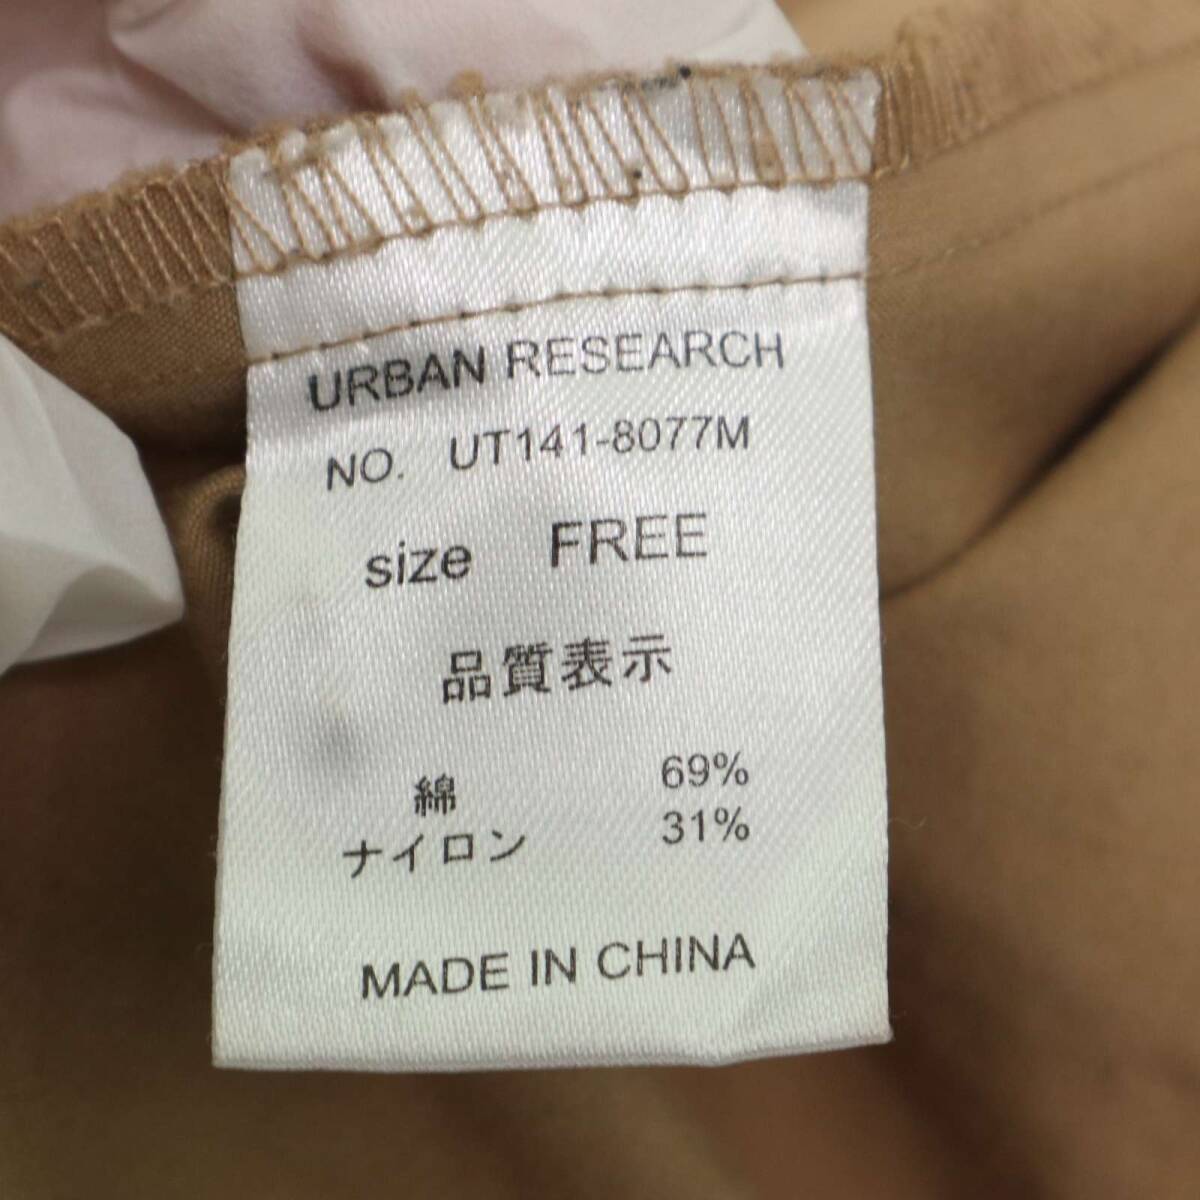 URBAN RESEARCH
NO. UT141-8077M
size FREE
品質表示
綿 69%
ナイロン 31%
MADE IN CHINA